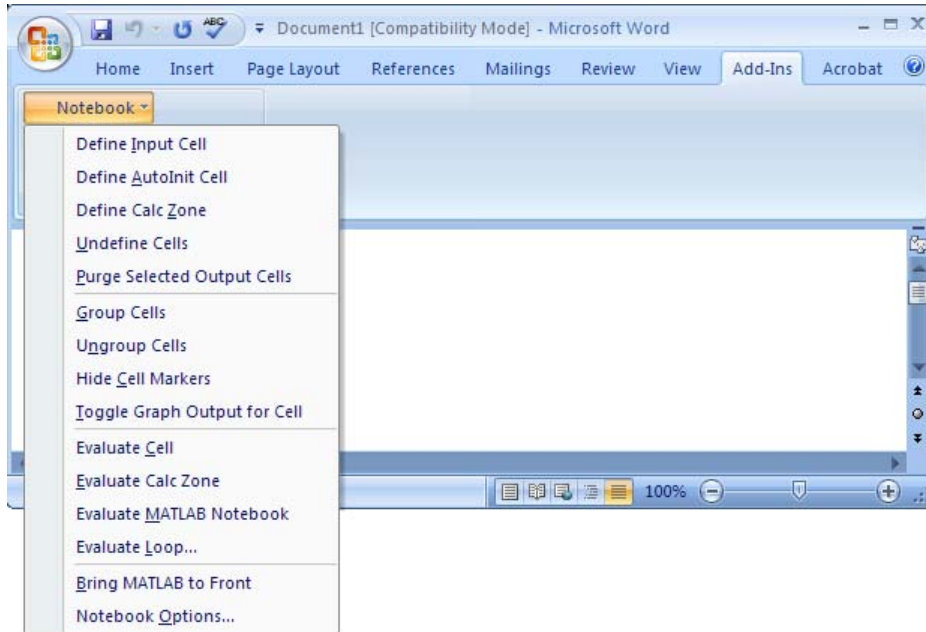 ABC
Document1 [Compatibility Mode] - Microsoft Word
Home Insert Page Layout References Mailings Review View Add-Ins Acrobat
Notebook
Define Input Cell
Define AutoInit Cell
Define Calc Zone
Undefine Cells
Purge Selected Output Cells
Group Cells
Ungroup Cells
Hide Cell Markers
Toggle Graph Output for Cell
Evaluate Cell
Evaluate Calc Zone
Evaluate MATLAB Notebook
Evaluate Loop...
Bring MATLAB to Front
Notebook Options...
100%